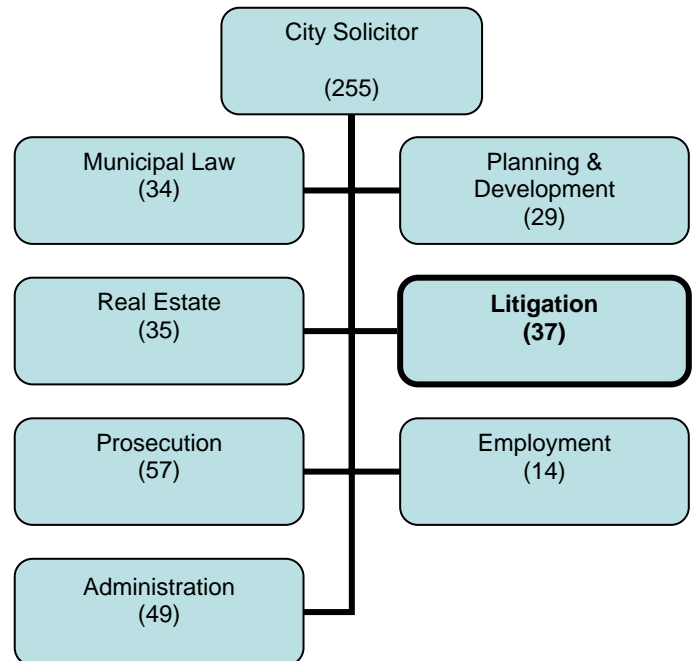 City Solicitor
(255)
Municipal Law
(34)
Planning &
Development
(29)
Real Estate
(35)
Litigation
(37)
Prosecution
(57)
Employment
(14)
Administration
(49)